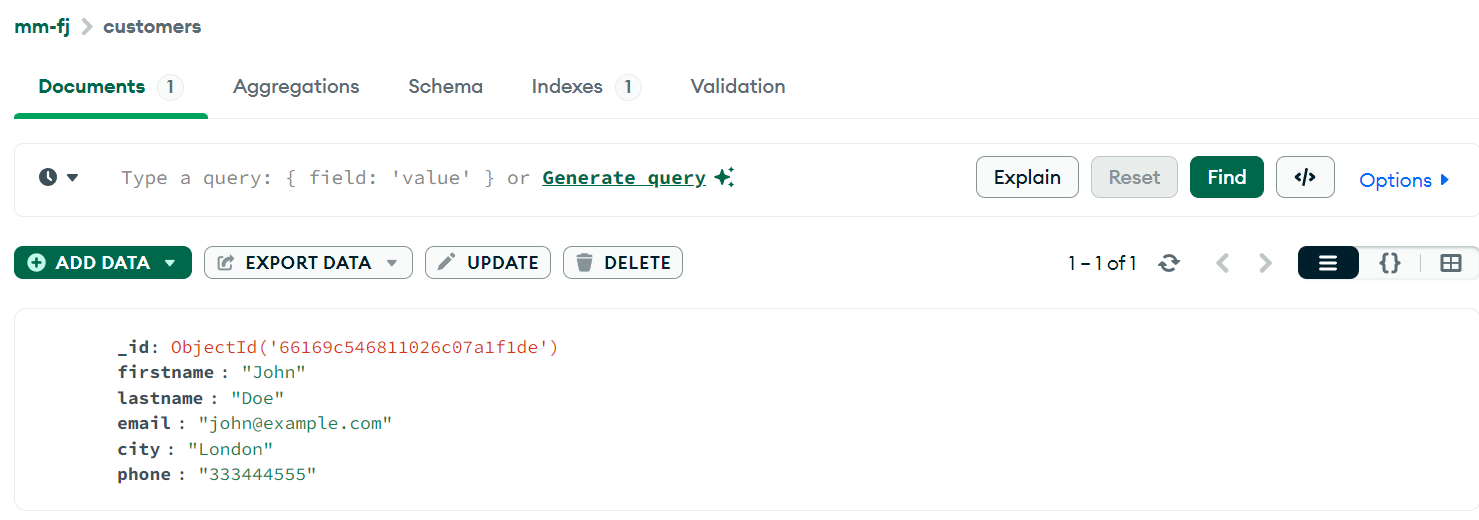 mm-fj > customers
Documents 1 Aggregations Schema Indexes 1 Validation
Type a query: { field: 'value' } or Generate query Explain Reset Find </> Options
ADD DATA EXPORT DATA UPDATE DELETE 1 – 1 of 1 {}
_id: ObjectId('66169c546811026c07a1f1de')
firstname : "John"
lastname : "Doe"
email : "john@example.com"
city : "London"
phone : "333444555"